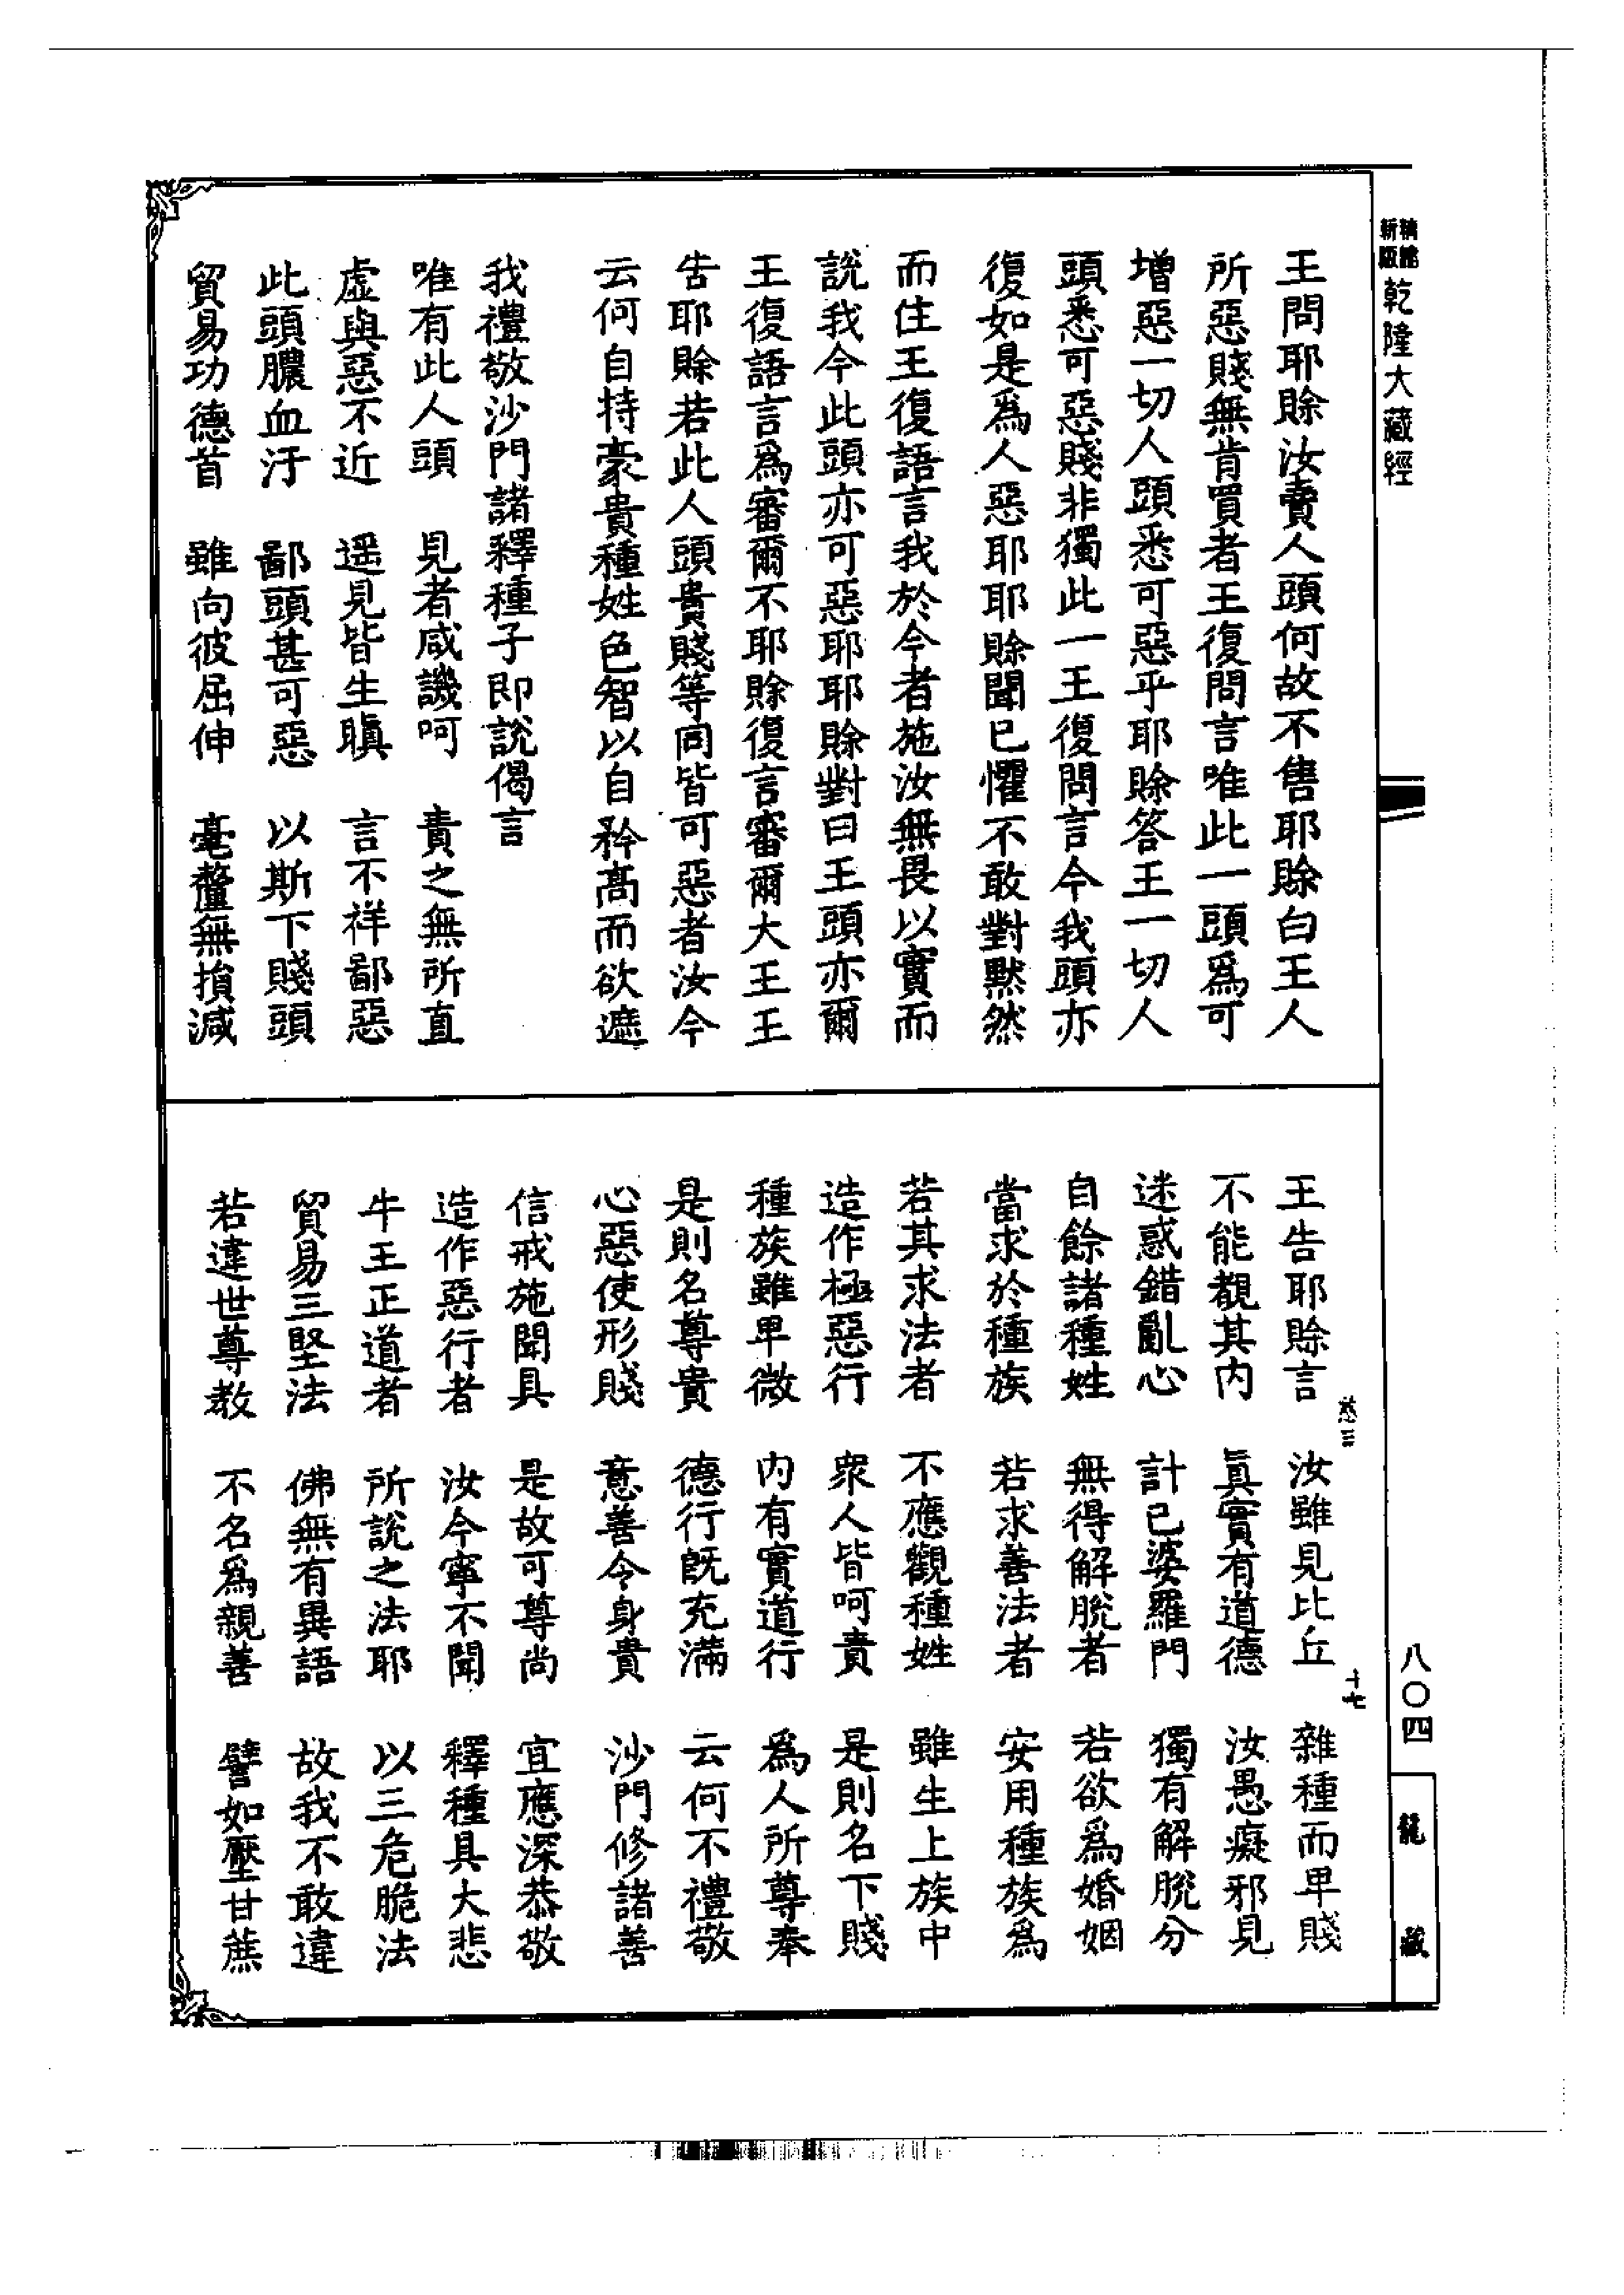 新編縮版 乾隆大藏經
王問耶賒汝賣人頭何故不售耶賒白王人
所惡賤無肯買者王復問言唯此一頭爲可
增惡一切人頭悉可惡乎耶賒答王一切人
頭悉可惡賤非獨此一王復問言今我頭亦
復如是爲人惡耶耶賒聞已懼不敢對默然
而住王復語言我於今者施汝無畏以實而
說我今此頭亦可惡耶耶賒對曰王頭亦爾
王復語言爲審爾不耶賒復言審爾大王王
告耶賒若此人頭貴賤等同皆可惡者汝今
云何自恃豪貴種姓色智以自矜高而欲遮
我禮敬沙門諸釋種子即說偈言
唯有此人頭 見者咸譏呵 責之無所直
虛與惡不近 遥見皆生瞋 言不祥鄙惡
此頭膿血汙 鄙頭甚可惡 以斯下賤頭
貿易功德首 雖向彼屈伸 毫釐無損減
王告耶賒言 汝雖見比丘 雜種而卑賤
不能覩其内 眞實有道德 汝愚癡邪見
迷惑錯亂心 計已婆羅門 獨有解脫分
自餘諸種姓 無得解脫者 若欲爲婚姻
當求於種族 若求善法者 安用種族爲
若其求法者 不應觀種姓 雖生上族中
造作極惡行 衆人皆呵責 是則名下賤
種族雖卑微 内有實道行 爲人所尊奉
是則名尊貴 德行既充滿 云何不禮敬
心惡使形賤 意善令身貴 沙門修諸善
信戒施聞具 是故可尊尚 宜應深恭敬
造作惡行者 汝今寧不聞 釋種具大悲
牛王正道者 所說之法耶 以三危脆法
貿易三堅法 佛無有異語 故我不敢違
若違世尊教 不名爲親善 譬如壓甘蔗
卷三
十七
八〇四
龍藏